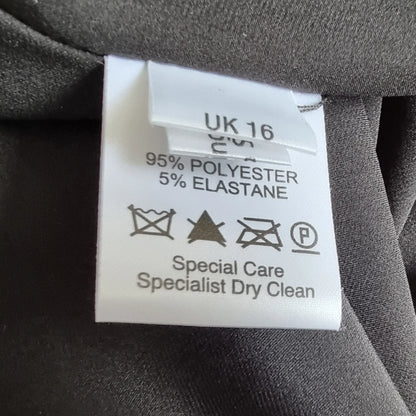 UK 16
95% POLYESTER
5% ELASTANE
P
Special Care
Specialist Dry Clean